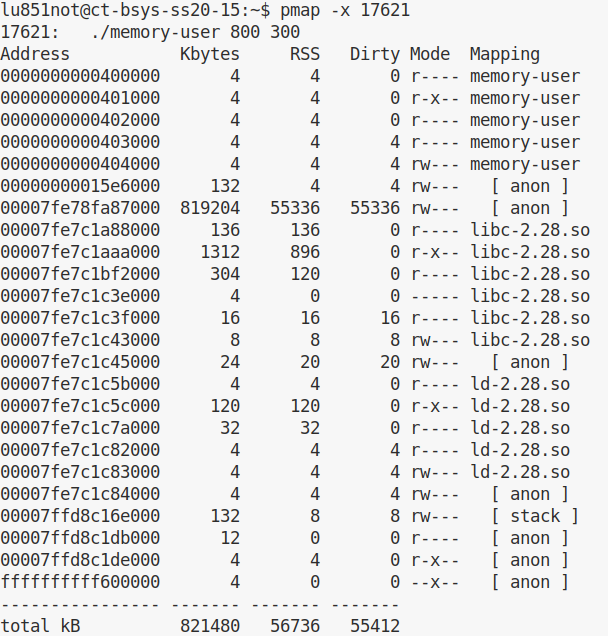 lu851not@ct-bsys-ss20-15:~$ pmap -x 17621
17621:   ./memory-user 800 300
Address           Kbytes     RSS   Dirty Mode  Mapping
0000000000400000       4       4       0 r---- memory-user
0000000000401000       4       4       0 r-x-- memory-user
0000000000402000       4       4       0 r---- memory-user
0000000000403000       4       4       4 r---- memory-user
0000000000404000       4       4       4 rw--- memory-user
00000000015e6000     132       4       4 rw---   [ anon ]
00007fe78fa87000  819204   55336   55336 rw---   [ anon ]
00007fe7c1a88000     136     136       0 r---- libc-2.28.so
00007fe7c1aaa000    1312     896       0 r-x-- libc-2.28.so
00007fe7c1bf2000     304     120       0 r---- libc-2.28.so
00007fe7c1c3e000       4       0       0 ----- libc-2.28.so
00007fe7c1c3f000      16      16      16 r---- libc-2.28.so
00007fe7c1c43000       8       8       8 rw--- libc-2.28.so
00007fe7c1c45000      24      20      20 rw---   [ anon ]
00007fe7c1c5b000       4       4       0 r---- ld-2.28.so
00007fe7c1c5c000     120     120       0 r-x-- ld-2.28.so
00007fe7c1c7a000      32      32       0 r---- ld-2.28.so
00007fe7c1c82000       4       4       4 r---- ld-2.28.so
00007fe7c1c83000       4       4       4 rw--- ld-2.28.so
00007fe7c1c84000       4       4       4 rw---   [ anon ]
00007ffd8c16e000     132       8       8 rw---   [ stack ]
00007ffd8c1db000      12       0       0 r----   [ anon ]
00007ffd8c1de000       4       4       0 r-x--   [ anon ]
ffffffffff600000       4       0       0 --x--   [ anon ]
---------------- ------- ------- -------
total kB          821480   56736   55412